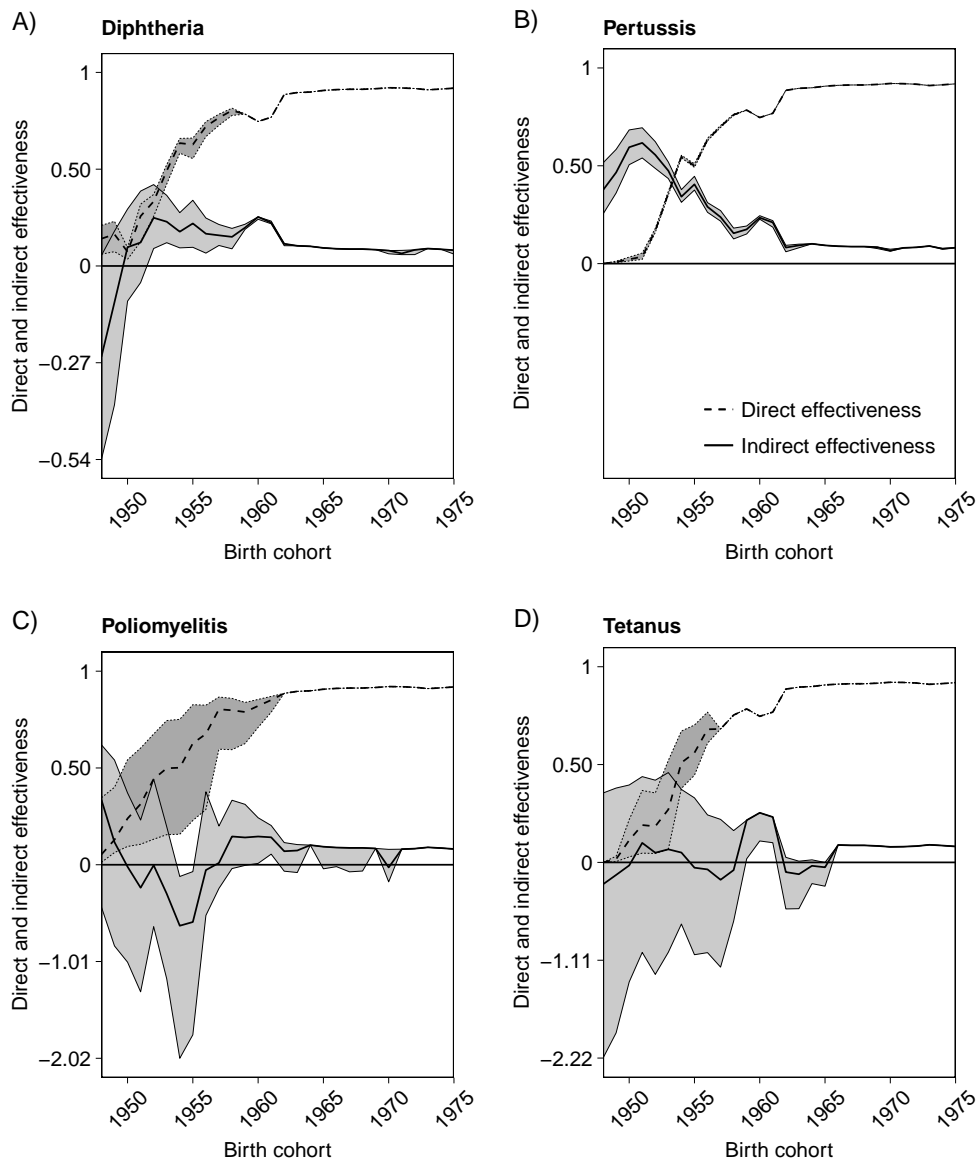 A)
Diphtheria
Direct and indirect effectiveness
1
0.50
0
−0.27
−0.54
1950
1955
1960
1965
1970
1975
Birth cohort
B)
Pertussis
Direct and indirect effectiveness
1
0.50
0
Direct effectiveness
Indirect effectiveness
1950
1955
1960
1965
1970
1975
Birth cohort
C)
Poliomyelitis
Direct and indirect effectiveness
1
0.50
0
−1.01
−2.02
1950
1955
1960
1965
1970
1975
Birth cohort
D)
Tetanus
Direct and indirect effectiveness
1
0.50
0
−1.11
−2.22
1950
1955
1960
1965
1970
1975
Birth cohort